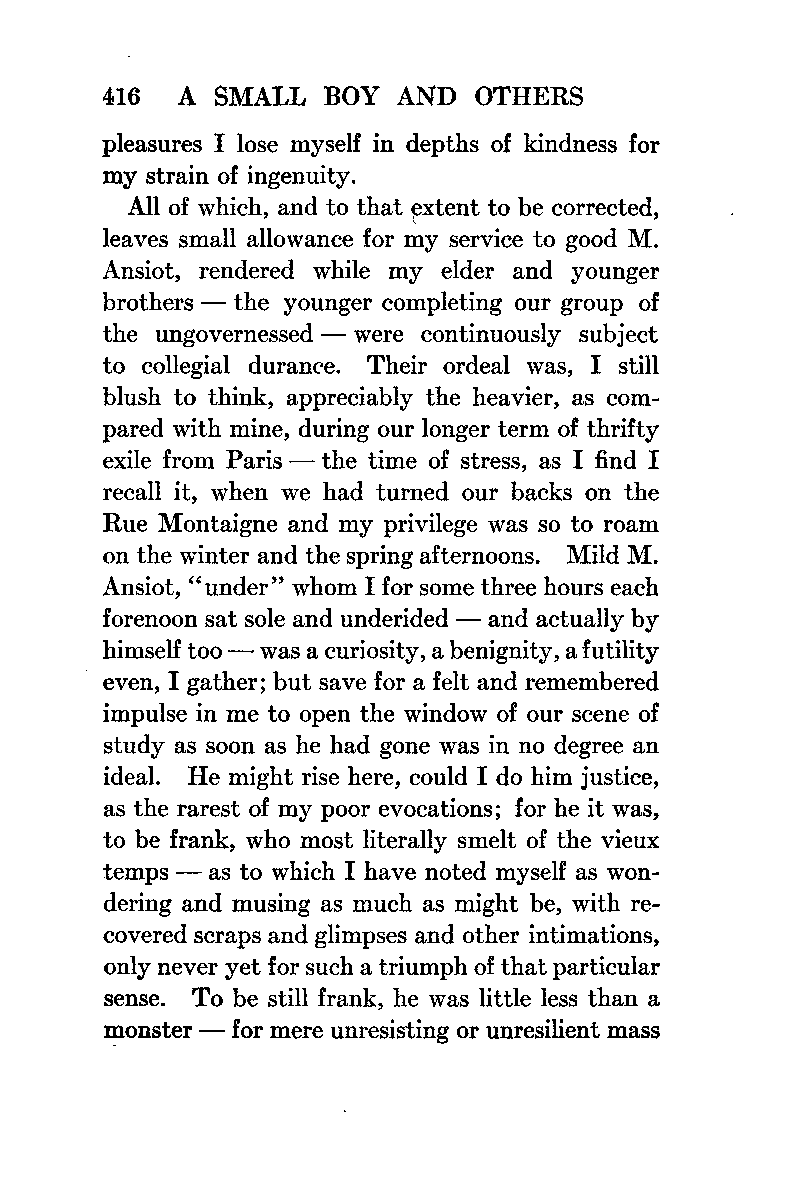 416 A SMALL BOY AND OTHERS
pleasures I lose myself in depths of kindness for
my strain of ingenuity.
All of which, and to that extent to be corrected,
leaves small allowance for my service to good M.
Ansiot, rendered while my elder and younger
brothers — the younger completing our group of
the ungovernessed — were continuously subject
to collegial durance. Their ordeal was, I still
blush to think, appreciably the heavier, as com-
pared with mine, during our longer term of thrifty
exile from Paris — the time of stress, as I find I
recall it, when we had turned our backs on the
Rue Montaigne and my privilege was so to roam
on the winter and the spring afternoons. Mild M.
Ansiot, “under” whom I for some three hours each
forenoon sat sole and underided — and actually by
himself too — was a curiosity, a benignity, a futility
even, I gather; but save for a felt and remembered
impulse in me to open the window of our scene of
study as soon as he had gone was in no degree an
ideal. He might rise here, could I do him justice,
as the rarest of my poor evocations; for he it was,
to be frank, who most literally smelt of the vieux
temps — as to which I have noted myself as won-
dering and musing as much as might be, with re-
covered scraps and glimpses and other intimations,
only never yet for such a triumph of that particular
sense. To be still frank, he was little less than a
monster — for mere unresisting or unresilient mass